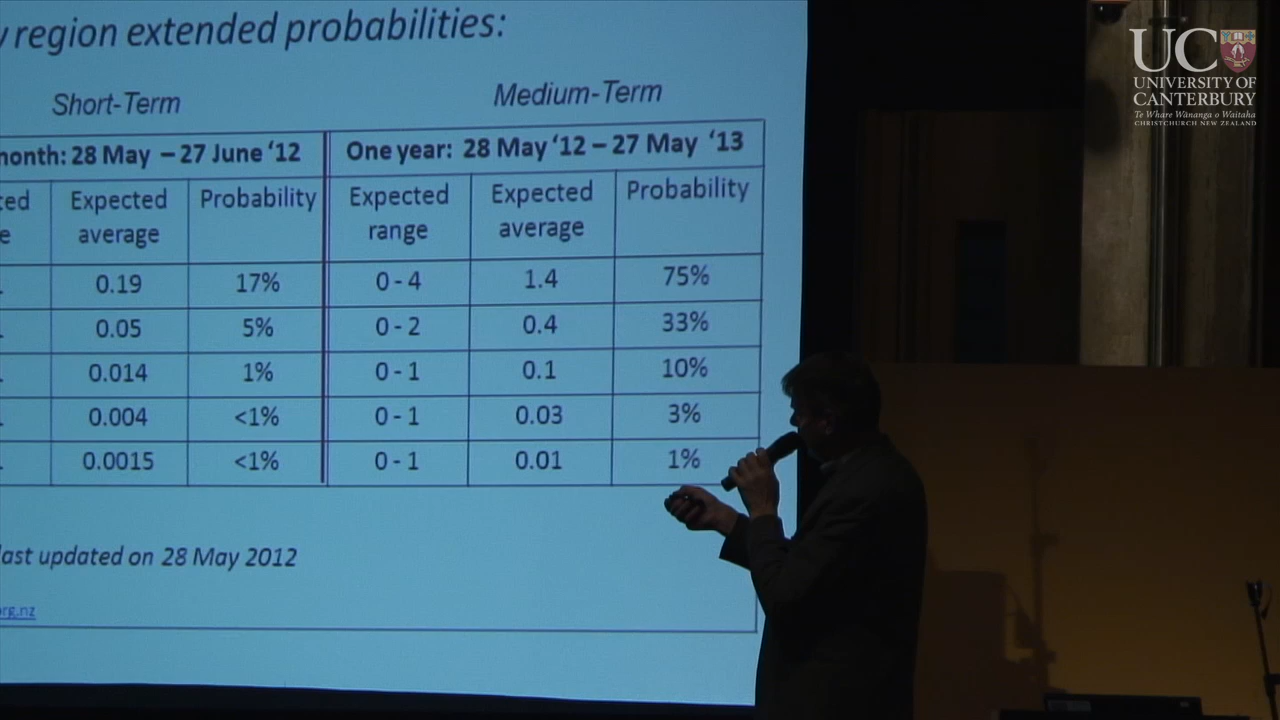 region extended probabilities:
Short-Term
Medium-Term
month: 28 May – 27 June ‘12
One year: 28 May ‘12 – 27 May ‘13
Expected average
Probability
Expected range
Expected average
Probability
0.19 17% 0 - 4 1.4 75%
0.05 5% 0 - 2 0.4 33%
0.014 1% 0 - 1 0.1 10%
0.004 <1% 0 - 1 0.03 3%
0.0015 <1% 0 - 1 0.01 1%
last updated on 28 May 2012
org.nz
UC
UNIVERSITY OF
CANTERBURY
Te Whare Wānanga o Waitaha
CHRISTCHURCH NEW ZEALAND